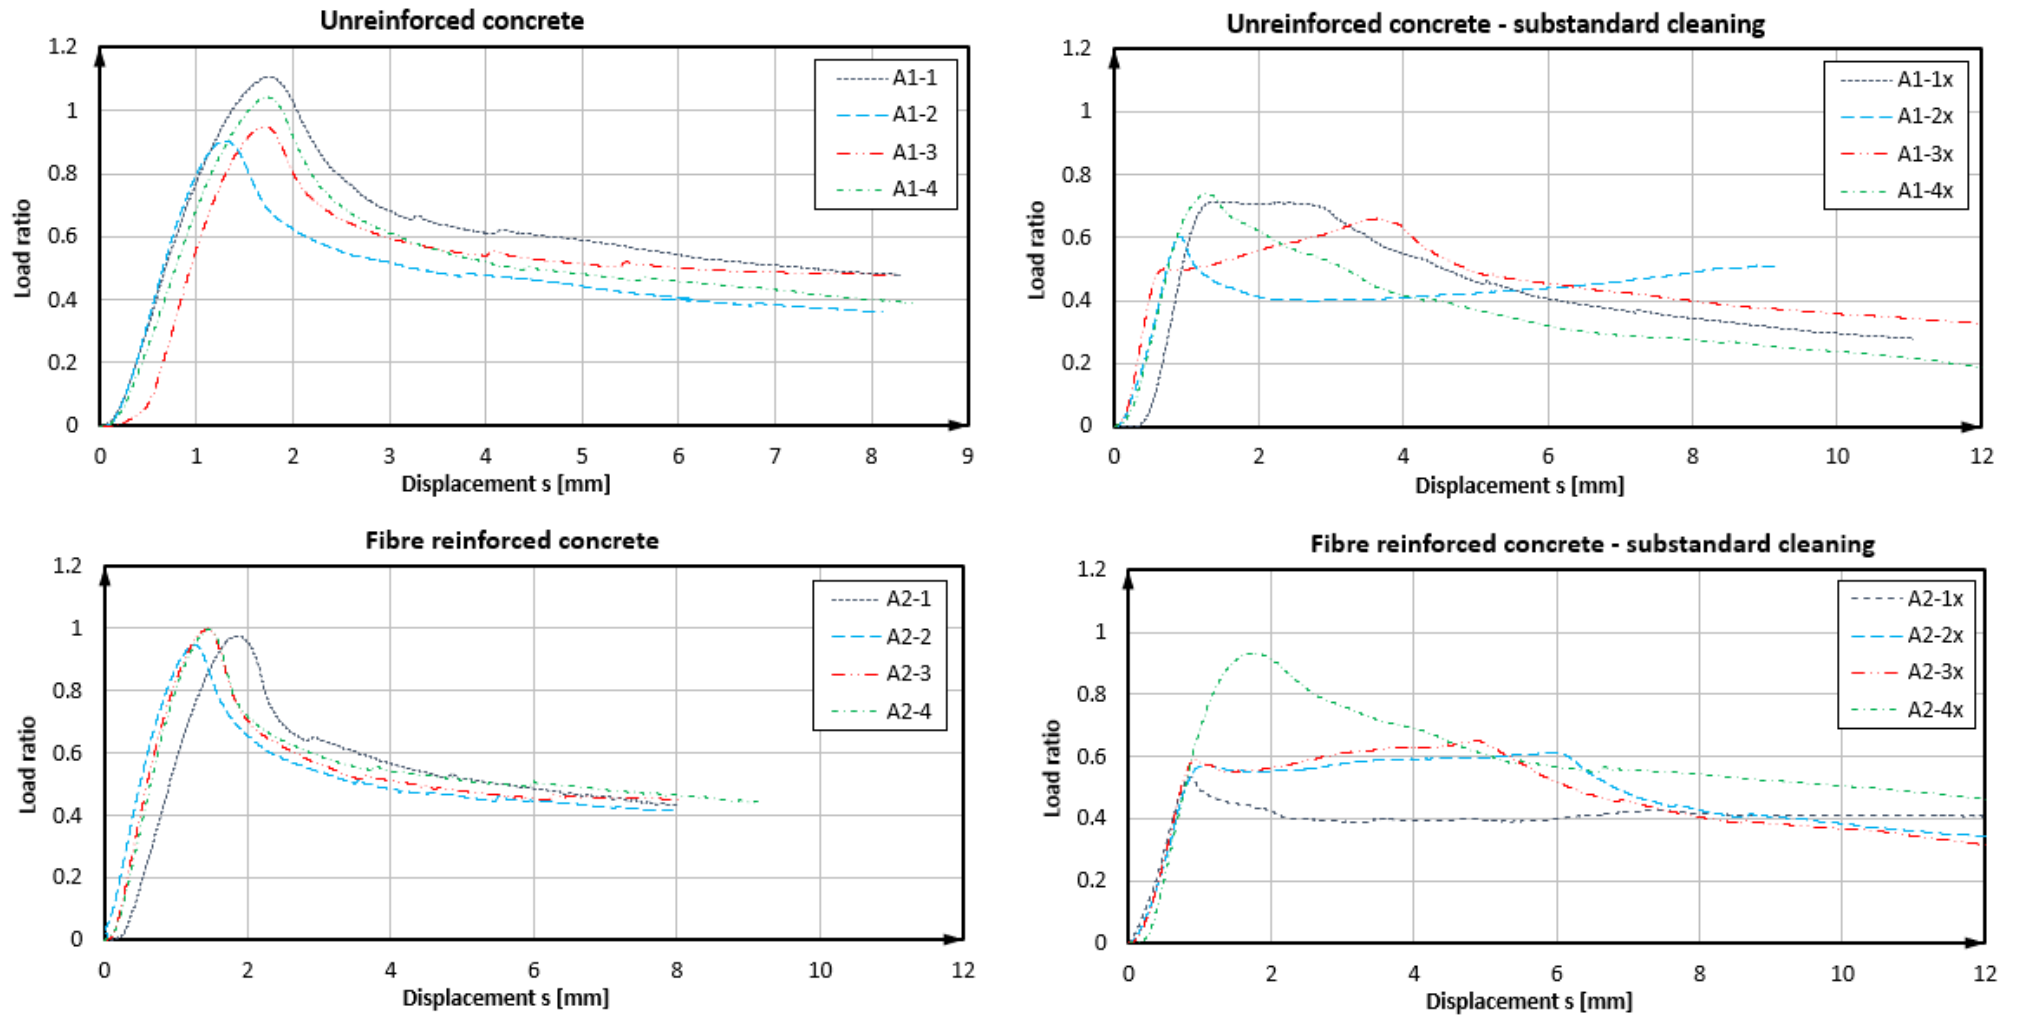 Unreinforced concrete
1.2
1
0.8
0.6
0.4
0.2
0
Load ratio
A1-1
A1-2
A1-3
A1-4
0 1 2 3 4 5 6 7 8 9
Displacement s [mm]
Unreinforced concrete - substandard cleaning
1.2
1
0.8
0.6
0.4
0.2
0
Load ratio
A1-1x
A1-2x
A1-3x
A1-4x
0 2 4 6 8 10 12
Displacement s [mm]
Fibre reinforced concrete
1.2
1
0.8
0.6
0.4
0.2
0
Load ratio
A2-1
A2-2
A2-3
A2-4
0 2 4 6 8 10 12
Displacement s [mm]
Fibre reinforced concrete - substandard cleaning
1.2
1
0.8
0.6
0.4
0.2
0
Load ratio
A2-1x
A2-2x
A2-3x
A2-4x
0 2 4 6 8 10 12
Displacement s [mm]